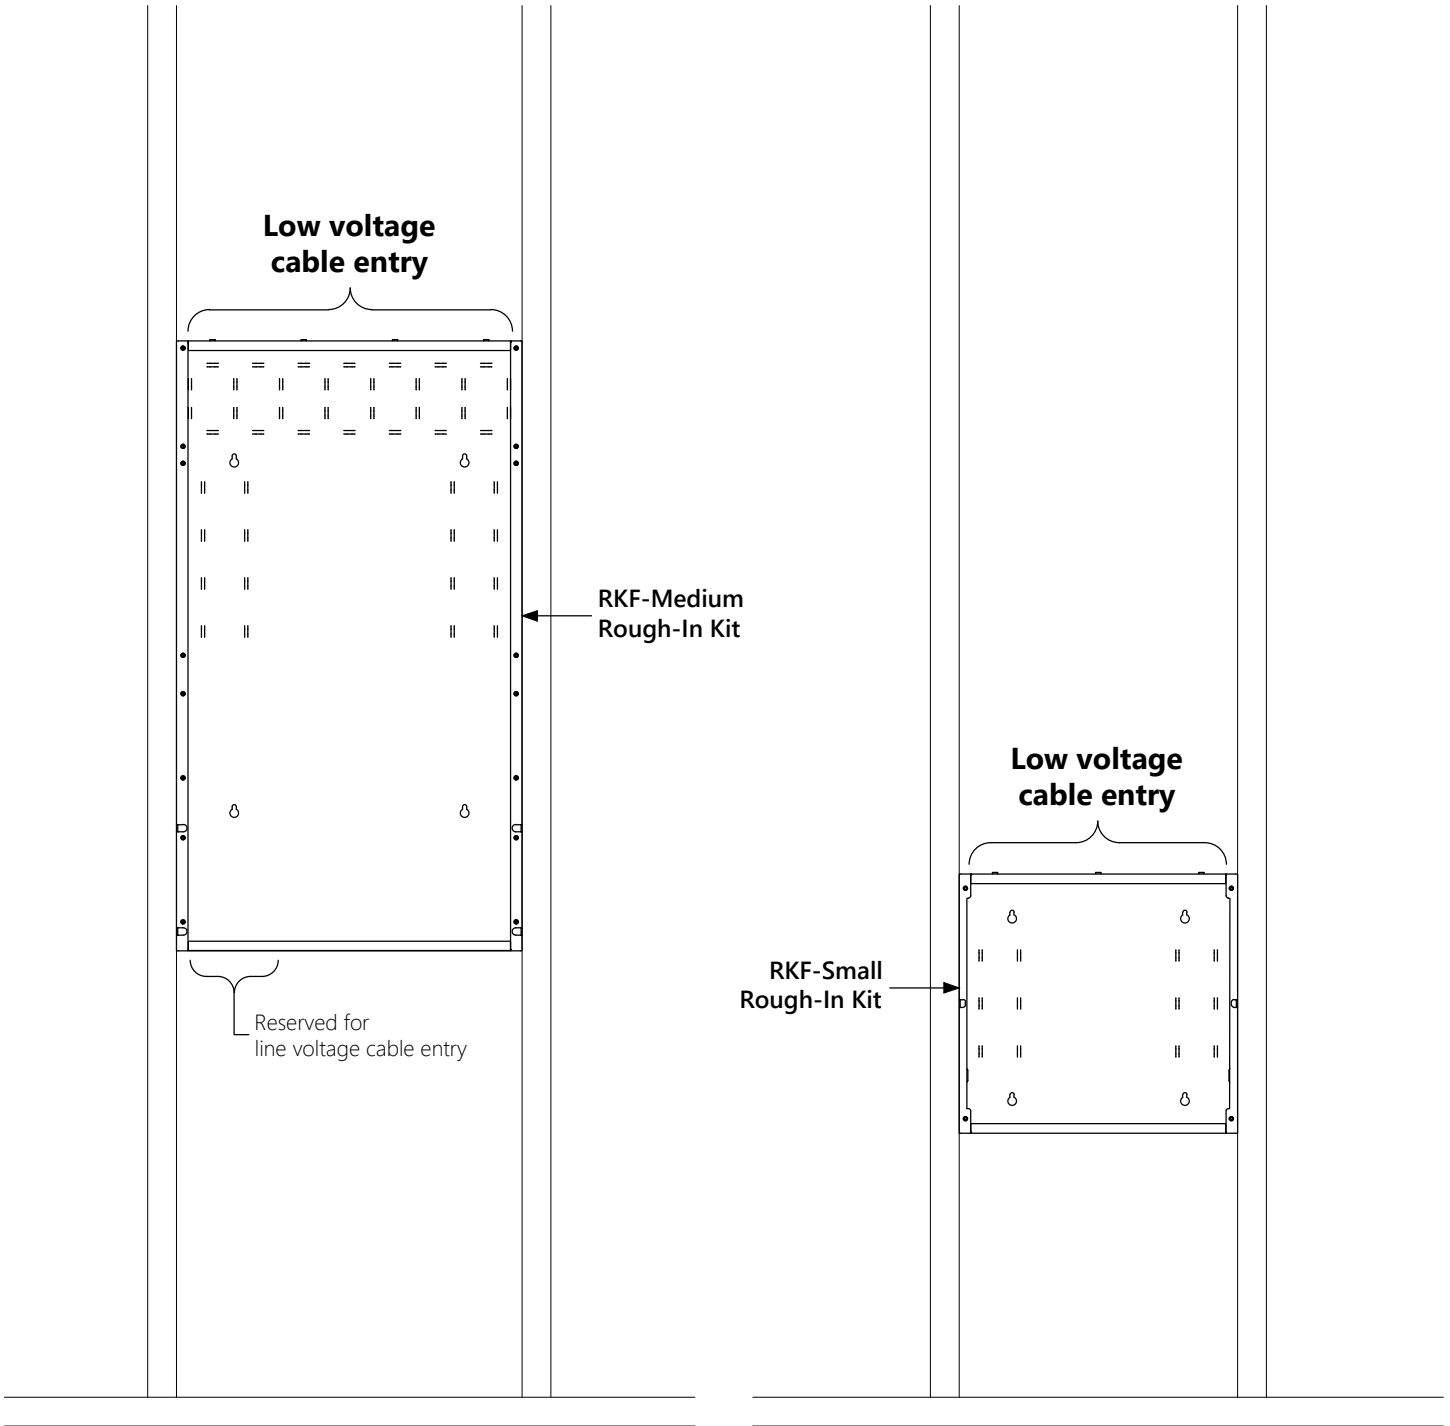 Low voltage
cable entry
RKF-Medium
Rough-In Kit
Reserved for
line voltage cable entry
Low voltage
cable entry
RKF-Small
Rough-In Kit